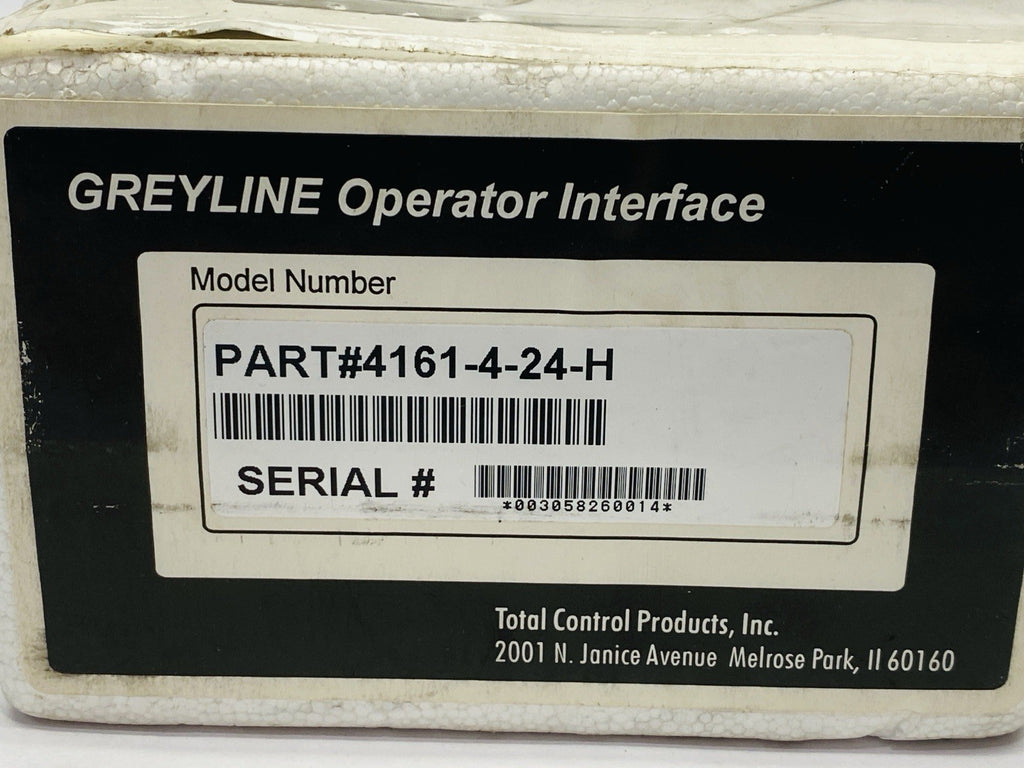 GREYLINE Operator Interface
Model Number
PART#4161-4-24-H
SERIAL #
*003058260014*
Total Control Products, Inc.
2001 N. Janice Avenue Melrose Park, Il 60160